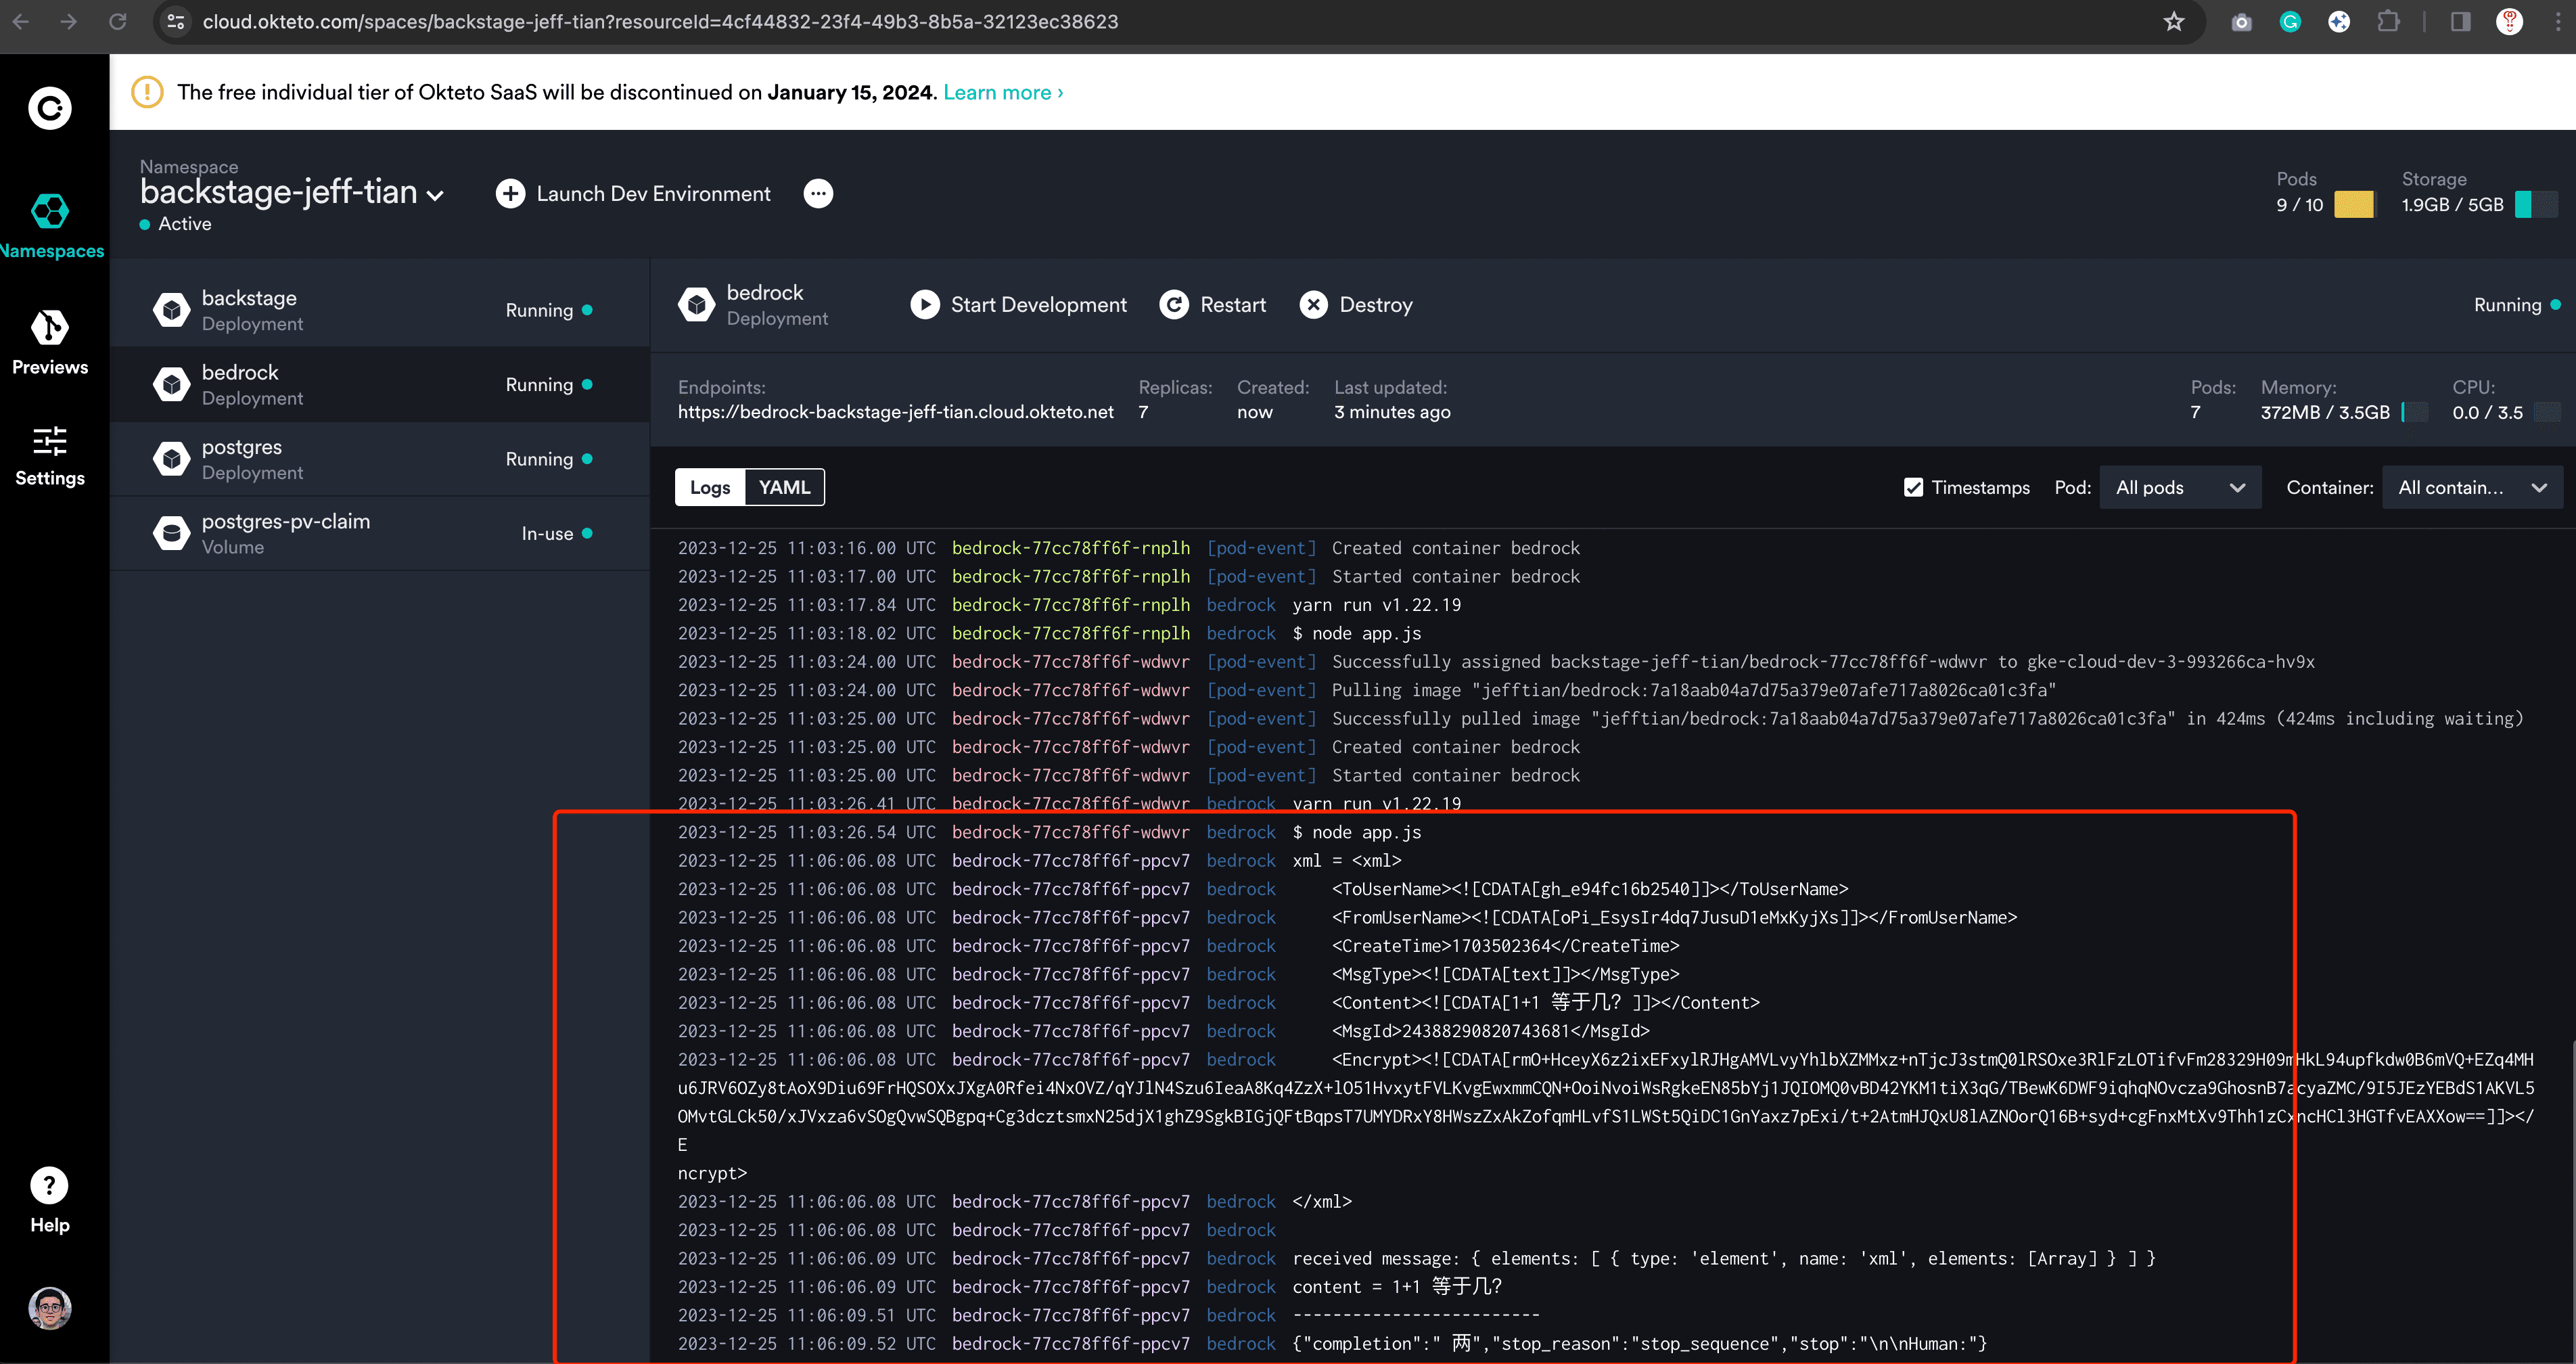 cloud.okteto.com/spaces/backstage-jeff-tian?resourceId=4cf44832-23f4-49b3-8b5a-32123ec38623
The free individual tier of Okteto SaaS will be discontinued on January 15, 2024. Learn more ›
Namespaces
Previews
Settings
Help
Namespace
backstage-jeff-tian
Active
Launch Dev Environment
Pods
9 / 10
Storage
1.9GB / 5GB
backstage
Deployment
Running
bedrock
Deployment
Running
postgres
Deployment
Running
postgres-pv-claim
Volume
In-use
bedrock
Deployment
Start Development
Restart
Destroy
Running
Endpoints:
https://bedrock-backstage-jeff-tian.cloud.okteto.net
Replicas:
7
Created:
now
Last updated:
3 minutes ago
Pods:
7
Memory:
372MB / 3.5GB
CPU:
0.0 / 3.5
Logs YAML
Timestamps Pod: All pods Container: All contain...
2023-12-25 11:03:16.00 UTC bedrock-77cc78ff6f-rnplh [pod-event] Created container bedrock
2023-12-25 11:03:17.00 UTC bedrock-77cc78ff6f-rnplh [pod-event] Started container bedrock
2023-12-25 11:03:17.84 UTC bedrock-77cc78ff6f-rnplh bedrock yarn run v1.22.19
2023-12-25 11:03:18.02 UTC bedrock-77cc78ff6f-rnplh bedrock $ node app.js
2023-12-25 11:03:24.00 UTC bedrock-77cc78ff6f-wdwvr [pod-event] Successfully assigned backstage-jeff-tian/bedrock-77cc78ff6f-wdwvr to gke-cloud-dev-3-993266ca-hv9x
2023-12-25 11:03:24.00 UTC bedrock-77cc78ff6f-wdwvr [pod-event] Pulling image "jefftian/bedrock:7a18aab04a7d75a379e07afe717a8026ca01c3fa"
2023-12-25 11:03:25.00 UTC bedrock-77cc78ff6f-wdwvr [pod-event] Successfully pulled image "jefftian/bedrock:7a18aab04a7d75a379e07afe717a8026ca01c3fa" in 424ms (424ms including waiting)
2023-12-25 11:03:25.00 UTC bedrock-77cc78ff6f-wdwvr [pod-event] Created container bedrock
2023-12-25 11:03:25.00 UTC bedrock-77cc78ff6f-wdwvr [pod-event] Started container bedrock
2023-12-25 11:03:26.41 UTC bedrock-77cc78ff6f-wdwvr bedrock yarn run v1.22.19
2023-12-25 11:03:26.54 UTC bedrock-77cc78ff6f-wdwvr bedrock $ node app.js
2023-12-25 11:06:06.08 UTC bedrock-77cc78ff6f-ppcv7 bedrock xml = <xml>
2023-12-25 11:06:06.08 UTC bedrock-77cc78ff6f-ppcv7 bedrock <ToUserName><![CDATA[gh_e94fc16b2540]]></ToUserName>
2023-12-25 11:06:06.08 UTC bedrock-77cc78ff6f-ppcv7 bedrock <FromUserName><![CDATA[oPi_EsysIr4dq7JusuD1eMxKyjXs]]></FromUserName>
2023-12-25 11:06:06.08 UTC bedrock-77cc78ff6f-ppcv7 bedrock <CreateTime>1703502364</CreateTime>
2023-12-25 11:06:06.08 UTC bedrock-77cc78ff6f-ppcv7 bedrock <MsgType><![CDATA[text]]></MsgType>
2023-12-25 11:06:06.08 UTC bedrock-77cc78ff6f-ppcv7 bedrock <Content><![CDATA[1+1 等于几？]]></Content>
2023-12-25 11:06:06.08 UTC bedrock-77cc78ff6f-ppcv7 bedrock <MsgId>24388290820743681</MsgId>
2023-12-25 11:06:06.08 UTC bedrock-77cc78ff6f-ppcv7 bedrock <Encrypt><![CDATA[rmO+HceyX6z2ixEFxylRJHgAMVLvyYhlbXZMMxz+nTjcJ3stmQ0lRSOxe3RlFzLOTifvFm28329H09mHkL94upfkdw0B6mVQ+EZq4MH
u6JRV6OZy8tAoX9Diu69FrHQSOXxJXgA0Rfei4NxOVZ/qYJlN4Szu6IeaA8Kq4ZzX+lO51HvxytFVLKvgEwxmmCQN+OoiNvoiWsRgkeEN85bYj1JQIOMQ0vBD42YKM1tiX3qG/TBewK6DWF9iqhqNOvcza9GhosnB7acyaZMC/9I5JEzYEBdS1AKVL5
OMvtGLCk50/xJVxza6vSOgQvwSQBgpq+Cg3dcztsmxN25djX1ghZ9SgkBIGjQFtBqpsT7UMYDRxY8HWszZxAkZofqmHLvfS1LWSt5QiDC1GnYaxz7pExi/t+2AtmHJQxU8lAZNOorQ16B+syd+cgFnxMtXv9Thh1zCxncHCl3HGTfvEAXXow==]]></
E
ncrypt>
2023-12-25 11:06:06.08 UTC bedrock-77cc78ff6f-ppcv7 bedrock </xml>
2023-12-25 11:06:06.08 UTC bedrock-77cc78ff6f-ppcv7 bedrock
2023-12-25 11:06:06.09 UTC bedrock-77cc78ff6f-ppcv7 bedrock received message: { elements: [ { type: 'element', name: 'xml', elements: [Array] } ] }
2023-12-25 11:06:06.09 UTC bedrock-77cc78ff6f-ppcv7 bedrock content = 1+1 等于几？
2023-12-25 11:06:09.51 UTC bedrock-77cc78ff6f-ppcv7 bedrock -------------------------
2023-12-25 11:06:09.52 UTC bedrock-77cc78ff6f-ppcv7 bedrock {"completion":" 两","stop_reason":"stop_sequence","stop":"\n\nHuman:"}